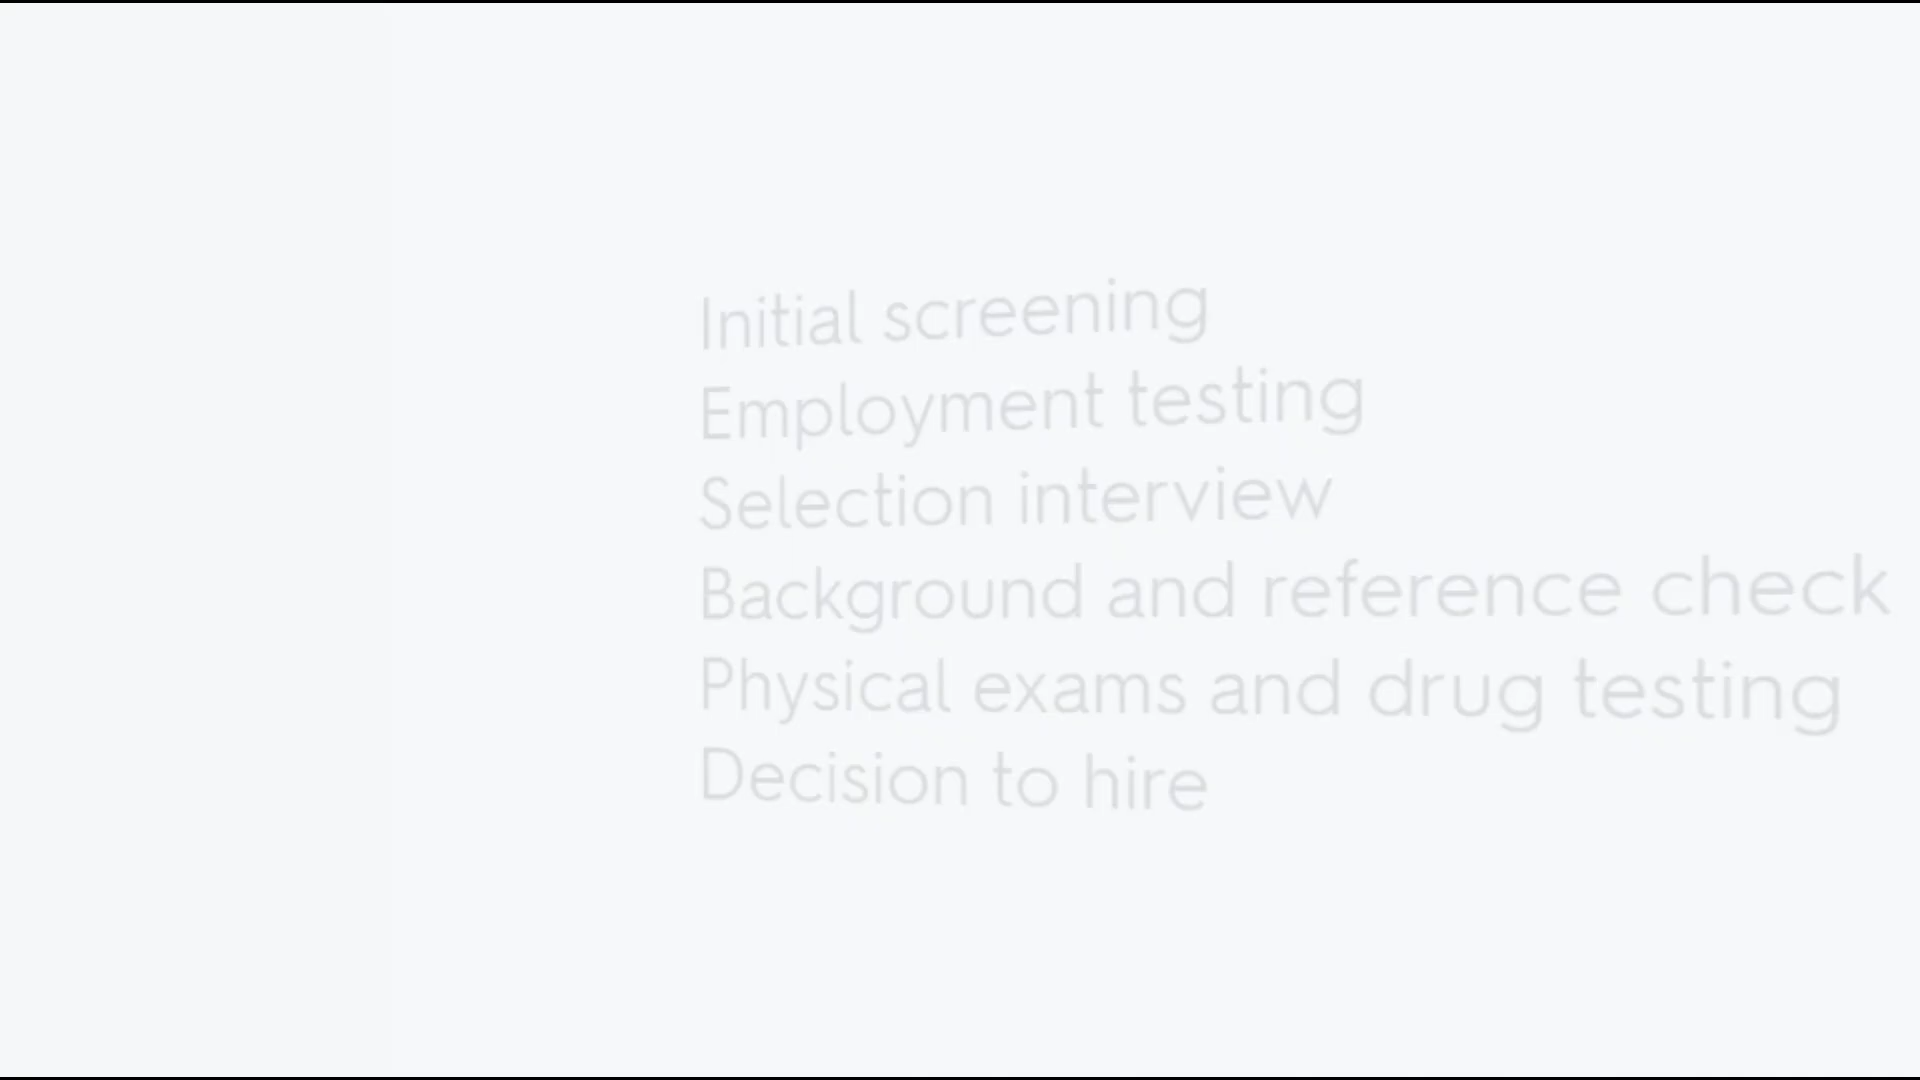 Initial screening
Employment testing
Selection interview
Background and reference check
Physical exams and drug testing
Decision to hire